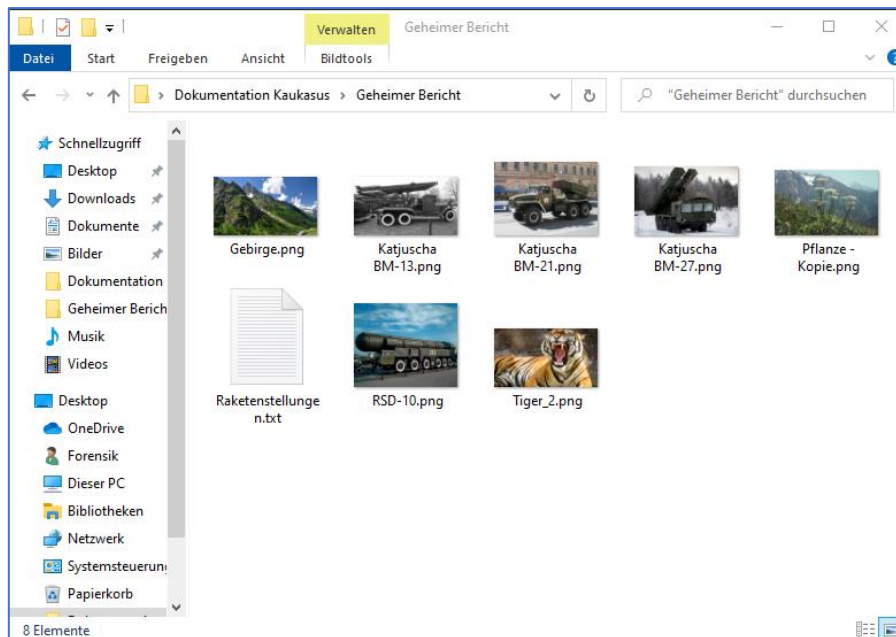 Verwalten
Geheimer Bericht
Datei Start Freigeben Ansicht Bildtools
Dokumentation Kaukasus > Geheimer Bericht
"Geheimer Bericht" durchsuchen
Schnellzugriff
Desktop
Downloads
Dokumente
Bilder
Dokumentation
Geheimer Berich
Musik
Videos
Desktop
OneDrive
Forensik
Dieser PC
Bibliotheken
Netzwerk
Systemsteuerun
Papierkorb
Gebirge.png
Katjuscha
BM-13.png
Katjuscha
BM-21.png
Katjuscha
BM-27.png
Pflanze -
Kopie.png
Raketenstellunge
n.txt
RSD-10.png
Tiger_2.png
8 Elemente